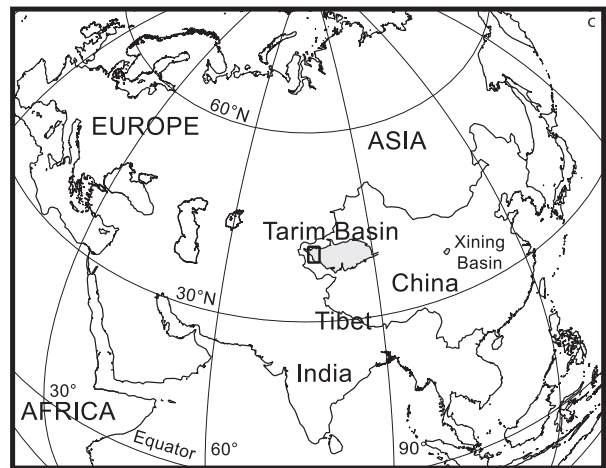 c
60°N
EUROPE
ASIA
Tarim Basin
Xining
Basin
China
30°N
Tibet
India
30°
AFRICA
Equator
60°
90°